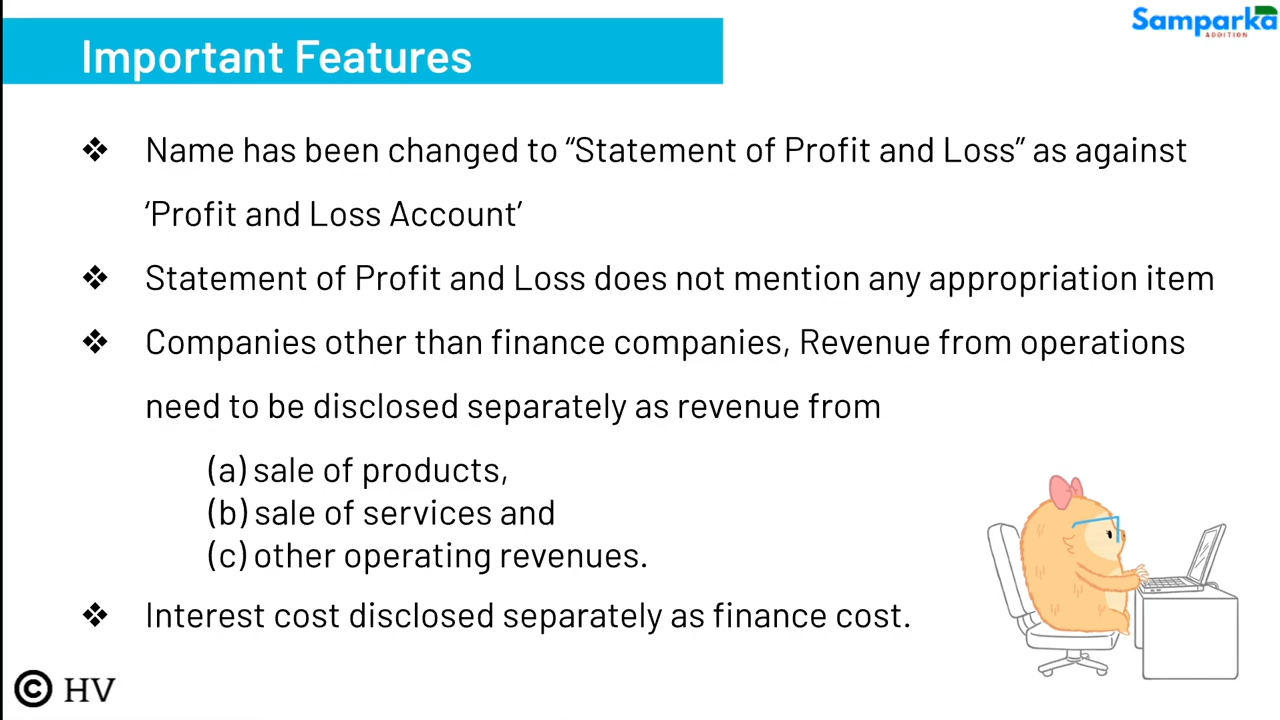 Samparka
ADDITION
Important Features
❖ Name has been changed to “Statement of Profit and Loss” as against
‘Profit and Loss Account’
❖ Statement of Profit and Loss does not mention any appropriation item
❖ Companies other than finance companies, Revenue from operations
need to be disclosed separately as revenue from
(a) sale of products,
(b) sale of services and
(c) other operating revenues.
❖ Interest cost disclosed separately as finance cost.
© HV